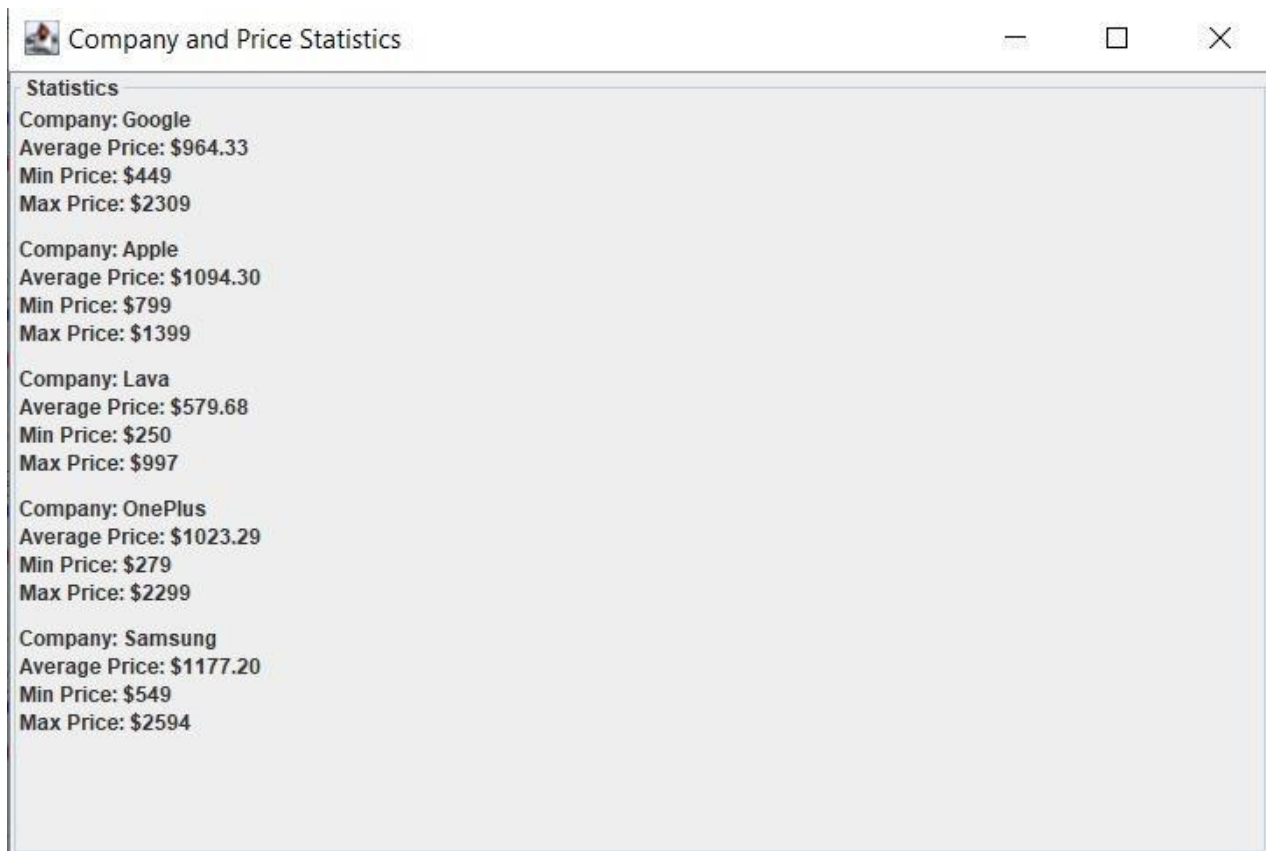 Company and Price Statistics
Statistics
Company: Google
Average Price: $964.33
Min Price: $449
Max Price: $2309
Company: Apple
Average Price: $1094.30
Min Price: $799
Max Price: $1399
Company: Lava
Average Price: $579.68
Min Price: $250
Max Price: $997
Company: OnePlus
Average Price: $1023.29
Min Price: $279
Max Price: $2299
Company: Samsung
Average Price: $1177.20
Min Price: $549
Max Price: $2594